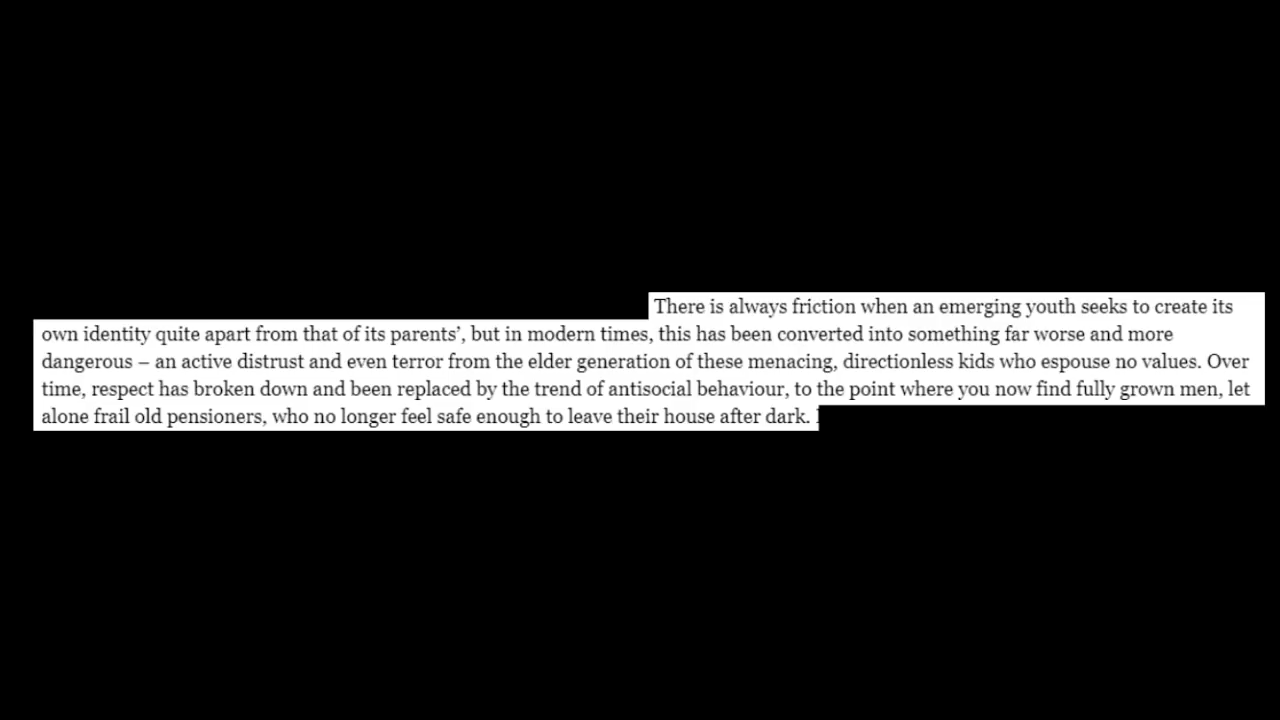 There is always friction when an emerging youth seeks to create its
own identity quite apart from that of its parents’, but in modern times, this has been converted into something far worse and more
dangerous – an active distrust and even terror from the elder generation of these menacing, directionless kids who espouse no values. Over
time, respect has broken down and been replaced by the trend of antisocial behaviour, to the point where you now find fully grown men, let
alone frail old pensioners, who no longer feel safe enough to leave their house after dark.